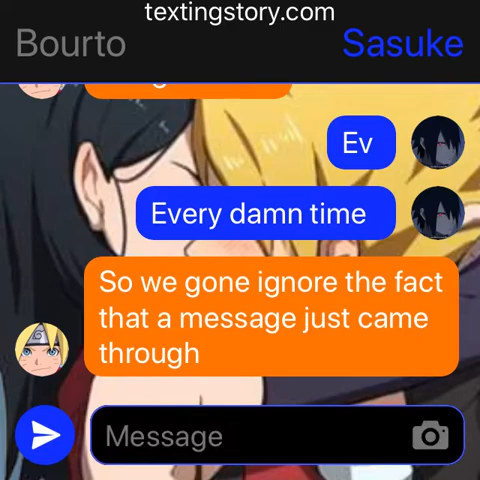 textingstory.com
Bourto
Sasuke
Ev
Every damn time
So we gone ignore the fact
that a message just came
through
Message